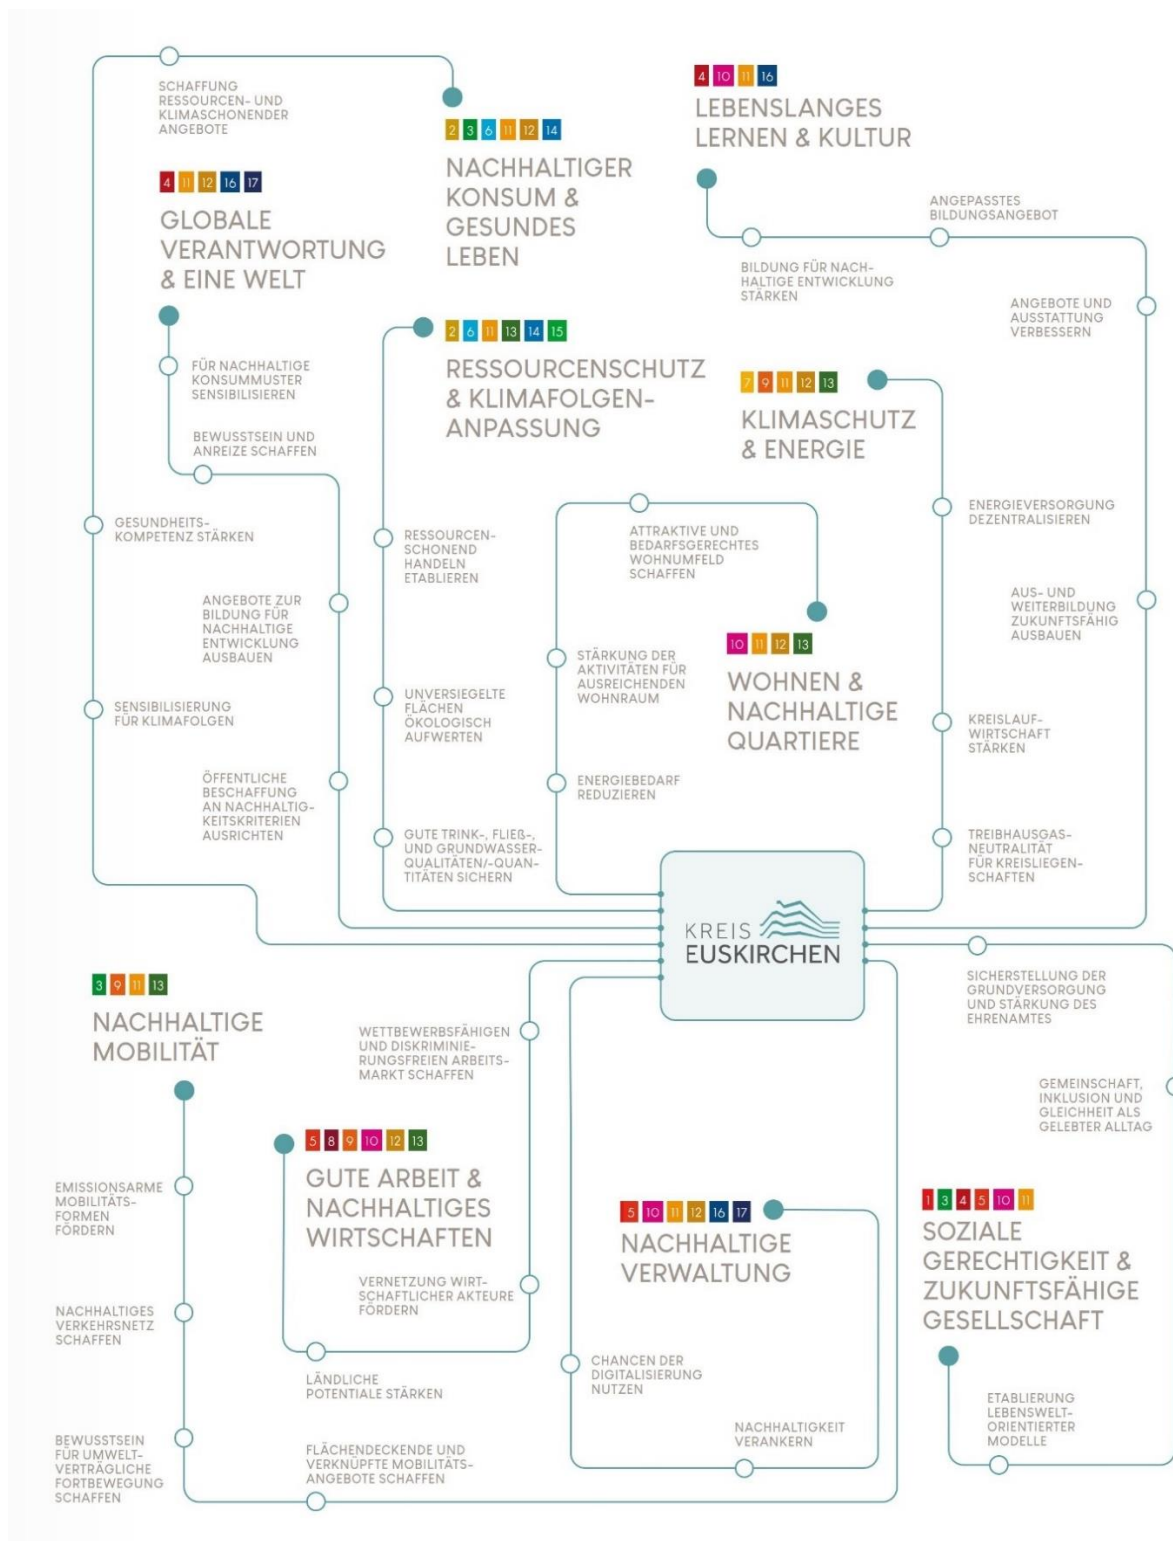 SCHAFFUNG
RESSOURCEN- UND
KLIMASCHONENDER
ANGEBOTE
2 3 6 11 12 14
NACHHALTIGER
KONSUM &
GESUNDES
LEBEN
4 10 11 16
LEBENSLANGES
LERNEN & KULTUR
4 11 12 16 17
GLOBALE
VERANTWORTUNG
& EINE WELT
ANGEPASSTES
BILDUNGSANGEBOT
BILDUNG FÜR NACH-
HALTIGE ENTWICKLUNG
STÄRKEN
ANGEBOTE UND
AUSSTATTUNG
VERBESSERN
FÜR NACHHALTIGE
KONSUMMUSTER
SENSIBILISIEREN
2 6 11 13 14 15
RESSOURCENSCHUTZ
& KLIMAFOLGEN-
ANPASSUNG
7 9 11 12 13
KLIMASCHUTZ
& ENERGIE
BEWUSSTSEIN UND
ANREIZE SCHAFFEN
GESUNDHEITS-
KOMPETENZ STÄRKEN
RESSOURCEN-
SCHONEND
HANDELN
ETABLIEREN
ATTRAKTIVE UND
BEDARFSGERECHTES
WOHNUMFELD
SCHAFFEN
ENERGIEVERSORGUNG
DEZENTRALISIEREN
ANGEBOTE ZUR
BILDUNG FÜR
NACHHALTIGE
ENTWICKLUNG
AUSBAUEN
AUS- UND
WEITERBILDUNG
ZUKUNFTSFÄHIG
AUSBAUEN
10 11 12 13
WOHNEN &
NACHHALTIGE
QUARTIERE
STÄRKUNG DER
AKTIVITÄTEN FÜR
AUSREICHENDEN
WOHNRAUM
SENSIBILISIERUNG
FÜR KLIMAFOLGEN
UNVERSIEGELTE
FLÄCHEN
ÖKOLOGISCH
AUFWERTEN
KREISLAUF-
WIRTSCHAFT
STÄRKEN
ÖFFENTLICHE
BESCHAFFUNG
AN NACHHALTIG-
KEITSKRITERIEN
AUSRICHTEN
ENERGIEBEDARF
REDUZIEREN
GUTE TRINK-, FLIEß-,
UND GRUNDWASSER-
QUALITÄTEN/-QUAN-
TITÄTEN SICHERN
TREIBHAUSGAS-
NEUTRALITÄT
FÜR KREISLIEGEN-
SCHAFTEN
KREIS
EUSKIRCHEN
3 9 11 13
NACHHALTIGE
MOBILITÄT
WETTBEWERBSFÄHIGEN
UND DISKRIMINIE-
RUNGSFREIEN ARBEITS-
MARKT SCHAFFEN
SICHERSTELLUNG DER
GRUNDVERSORGUNG
UND STÄRKUNG DES
EHRENAMTES
GEMEINSCHAFT,
INKLUSION UND
GLEICHHEIT ALS
GELEBTER ALLTAG
5 8 9 10 12 13
GUTE ARBEIT &
NACHHALTIGES
WIRTSCHAFTEN
EMISSIONSARME
MOBILITÄTS-
FORMEN
FÖRDERN
5 10 11 12 16 17
NACHHALTIGE
VERWALTUNG
1 3 4 5 10 11
SOZIALE
GERECHTIGKEIT &
ZUKUNFTSFÄHIGE
GESELLSCHAFT
VERNETZUNG WIRT-
SCHAFTLICHER AKTEURE
FÖRDERN
NACHHALTIGES
VERKEHRSNETZ
SCHAFFEN
LÄNDLICHE
POTENTIALE STÄRKEN
CHANCEN DER
DIGITALISIERUNG
NUTZEN
ETABLIERUNG
LEBENSWELT-
ORIENTIERTER
MODELLE
NACHHALTIGKEIT
VERANKERN
BEWUSSTSEIN
FÜR UMWELT-
VERTRÄGLICHE
FORTBEWEGUNG
SCHAFFEN
FLÄCHENDECKENDE UND
VERKNÜPFTE MOBILITÄTS-
ANGEBOTE SCHAFFEN